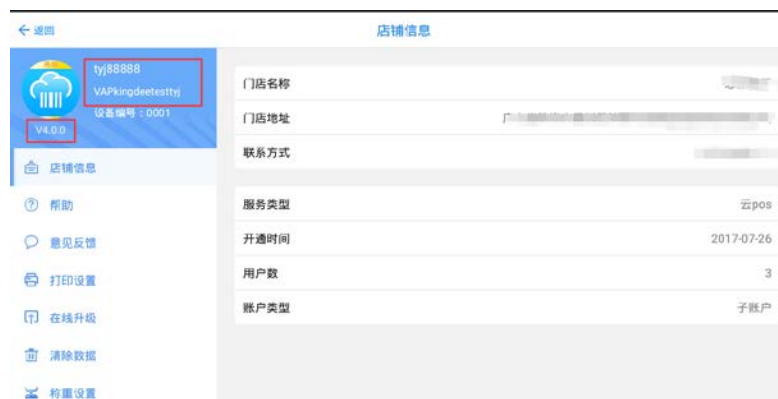 返回
店铺信息
tyj88888
VAPkingdeetesttyj
设备编号：0001
V4.0.0
店铺信息
帮助
意见反馈
打印设置
在线升级
清除数据
称重设置
门店名称
门店地址
联系方式
服务类型 云pos
开通时间 2017-07-26
用户数 3
账户类型 子账户